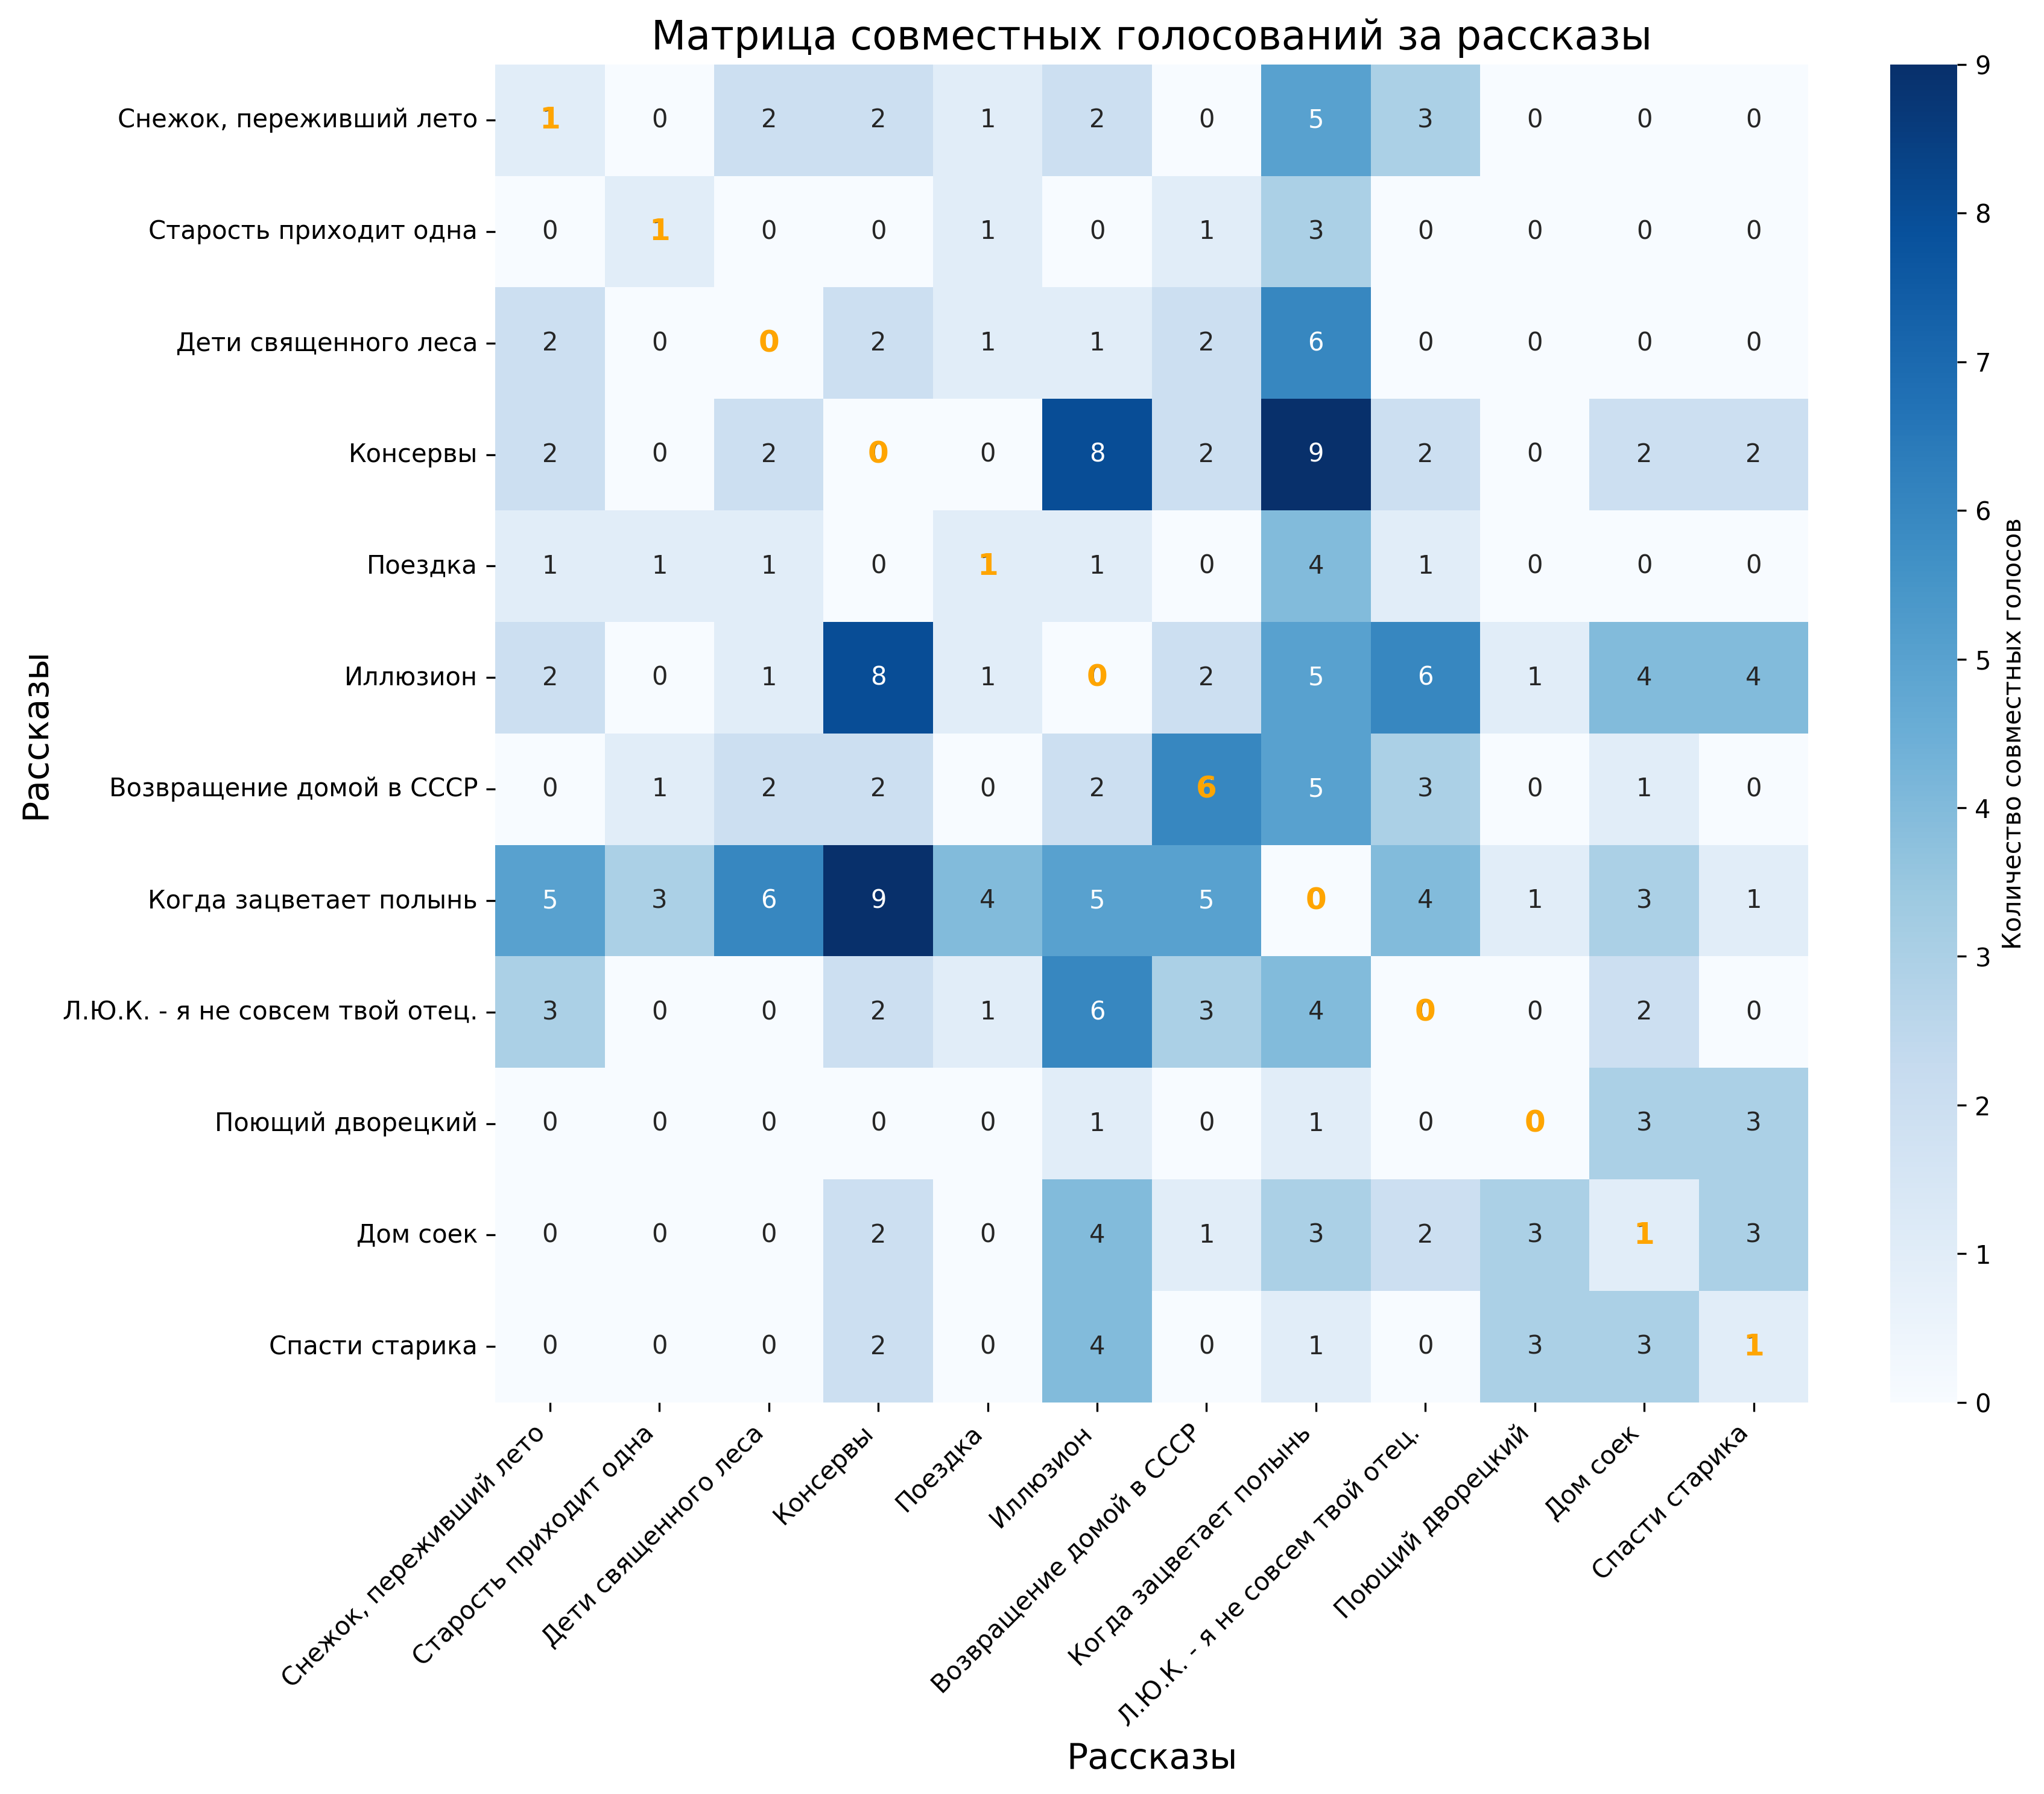 Матрица совместных голосований за рассказы
Снежок, переживший лето 1 0 2 2 1 2 0 5 3 0 0 0
Старость приходит одна 0 1 0 0 1 0 1 3 0 0 0 0
Дети священного леса 2 0 0 2 1 1 2 6 0 0 0 0
Консервы 2 0 2 0 0 8 2 9 2 0 2 2
Поездка 1 1 1 0 1 1 0 4 1 0 0 0
Иллюзион 2 0 1 8 1 0 2 5 6 1 4 4
Возвращение домой в СССР 0 1 2 2 0 2 6 5 3 0 1 0
Когда зацветает полынь 5 3 6 9 4 5 5 0 4 1 3 1
Л.Ю.К. - я не совсем твой отец. 3 0 0 2 1 6 3 4 0 0 2 0
Поющий дворецкий 0 0 0 0 0 1 0 1 0 0 3 3
Дом соек 0 0 0 2 0 4 1 3 2 3 1 3
Спасти старика 0 0 0 2 0 4 0 1 0 3 3 1
Рассказы
Снежок, переживший лето
Старость приходит одна
Дети священного леса
Консервы
Поездка
Иллюзион
Возвращение домой в СССР
Когда зацветает полынь
Л.Ю.К. - я не совсем твой отец.
Поющий дворецкий
Дом соек
Спасти старика
Рассказы
9
8
7
6
5
4
3
2
1
0
Количество совместных голосов